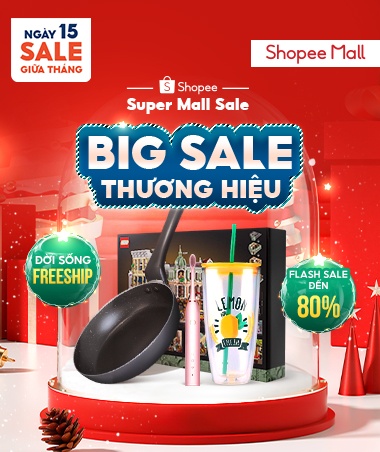 NGÀY 15
SALE
GIỮA THÁNG
Shopee Mall
S Shopee
Super Mall Sale
BIG SALE
THƯƠNG HIỆU
ĐỜI SỐNG
FREESHIP
FLASH SALE
ĐẾN
80%
LEGO
LEMON